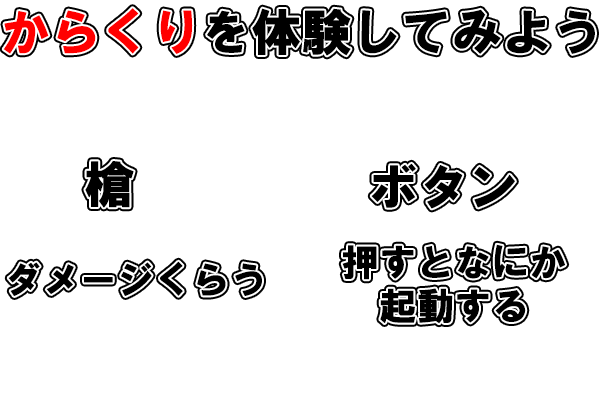 からくりを体験してみよう
槍
ダメージくらう
ボタン
押すとなにか
起動する